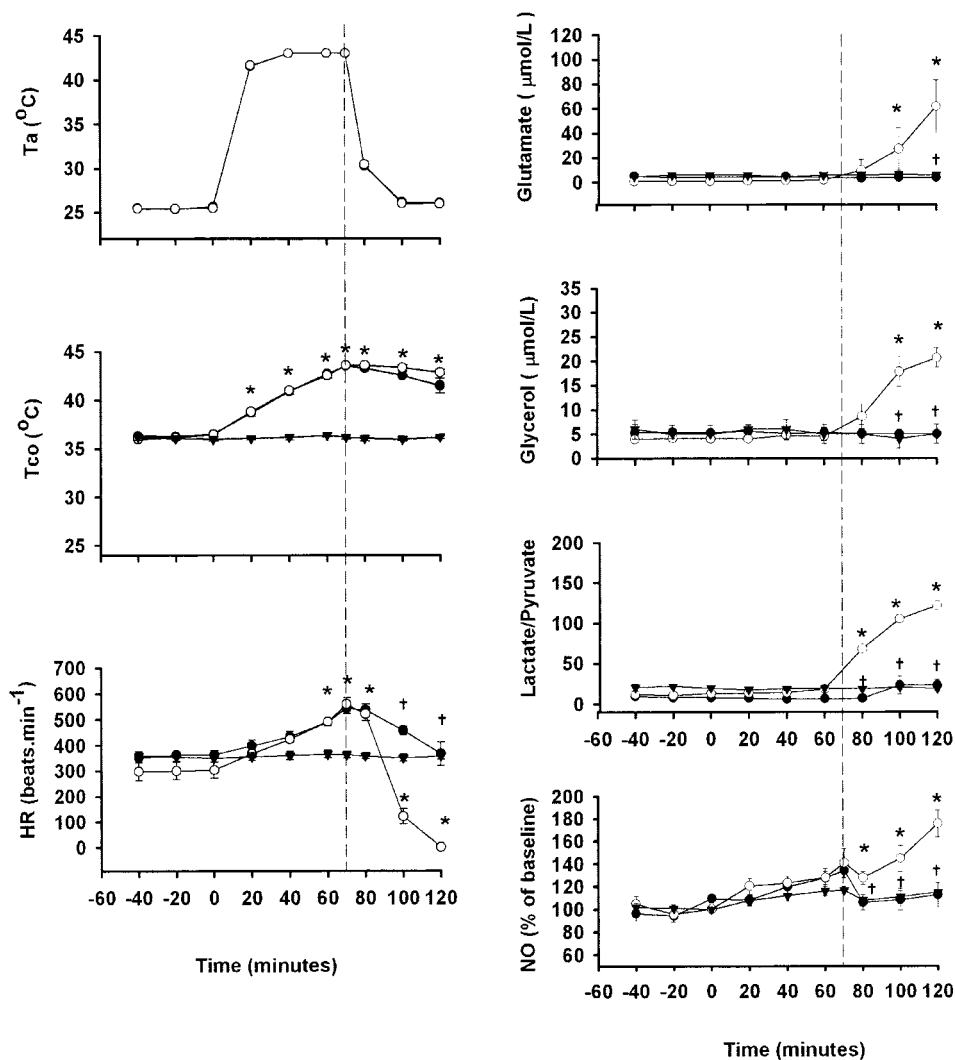 45
40
35
30
25
Ta (°C)
45
40
35
30
25
Tco (°C)
* * * * * * *
700
600
500
400
300
200
100
0
HR (beats.min-1)
* * * † †
* *
-40 -20 0 20 40 60 80 100 120
Time (minutes)
100
80
60
40
20
0
Glutamate ( µmol/L)
* *
†
35
30
25
20
15
10
5
0
Glycerol ( µmol/L)
* *
† †
200
150
100
50
0
Lactate/Pyruvate
* * *
† † †
-60 -40 -20 0 20 40 60 80 100 120
200
180
160
140
120
100
80
60
NO (% of baseline)
* * *
† † †
-60 -40 -20 0 20 40 60 80 100 120
Time (minutes)